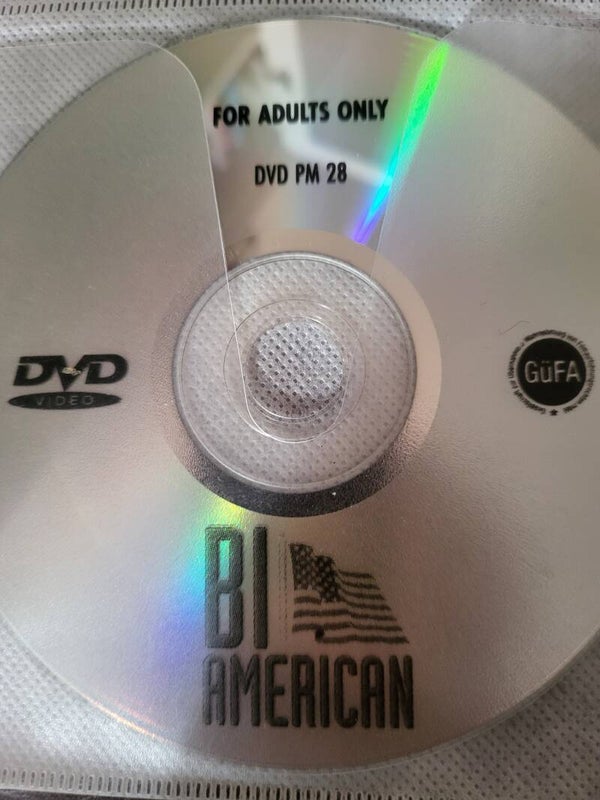 FOR ADULTS ONLY
DVD PM 28
DVD
VIDEO
GüFA
BI
AMERICAN